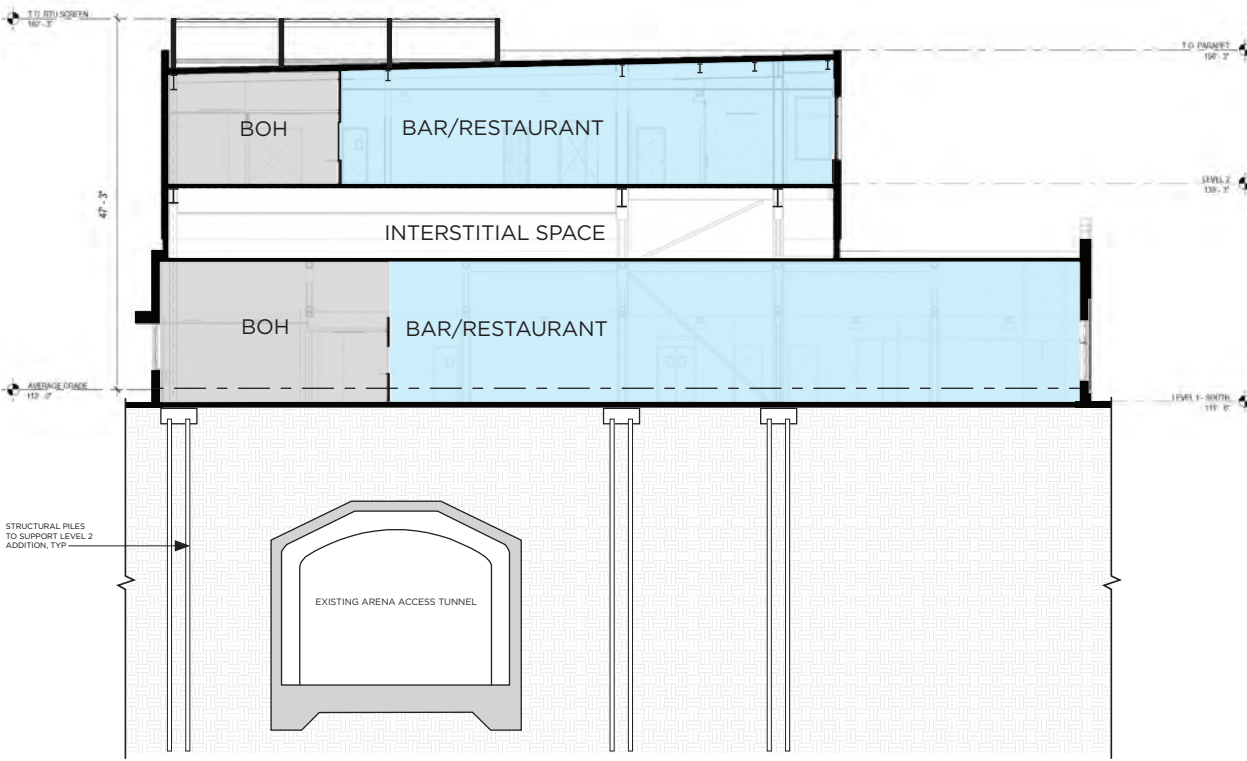 T.O. RTU SCREEN
160' - 3"
T.O. PARAPET
156' - 3"
BOH
BAR/RESTAURANT
LEVEL 2
139' - 3"
47' - 3"
INTERSTITIAL SPACE
BOH
BAR/RESTAURANT
AVERAGE GRADE
113' - 0"
LEVEL 1 - SOUTH
111' - 6"
STRUCTURAL PILES
TO SUPPORT LEVEL 2
ADDITION, TYP
EXISTING ARENA ACCESS TUNNEL